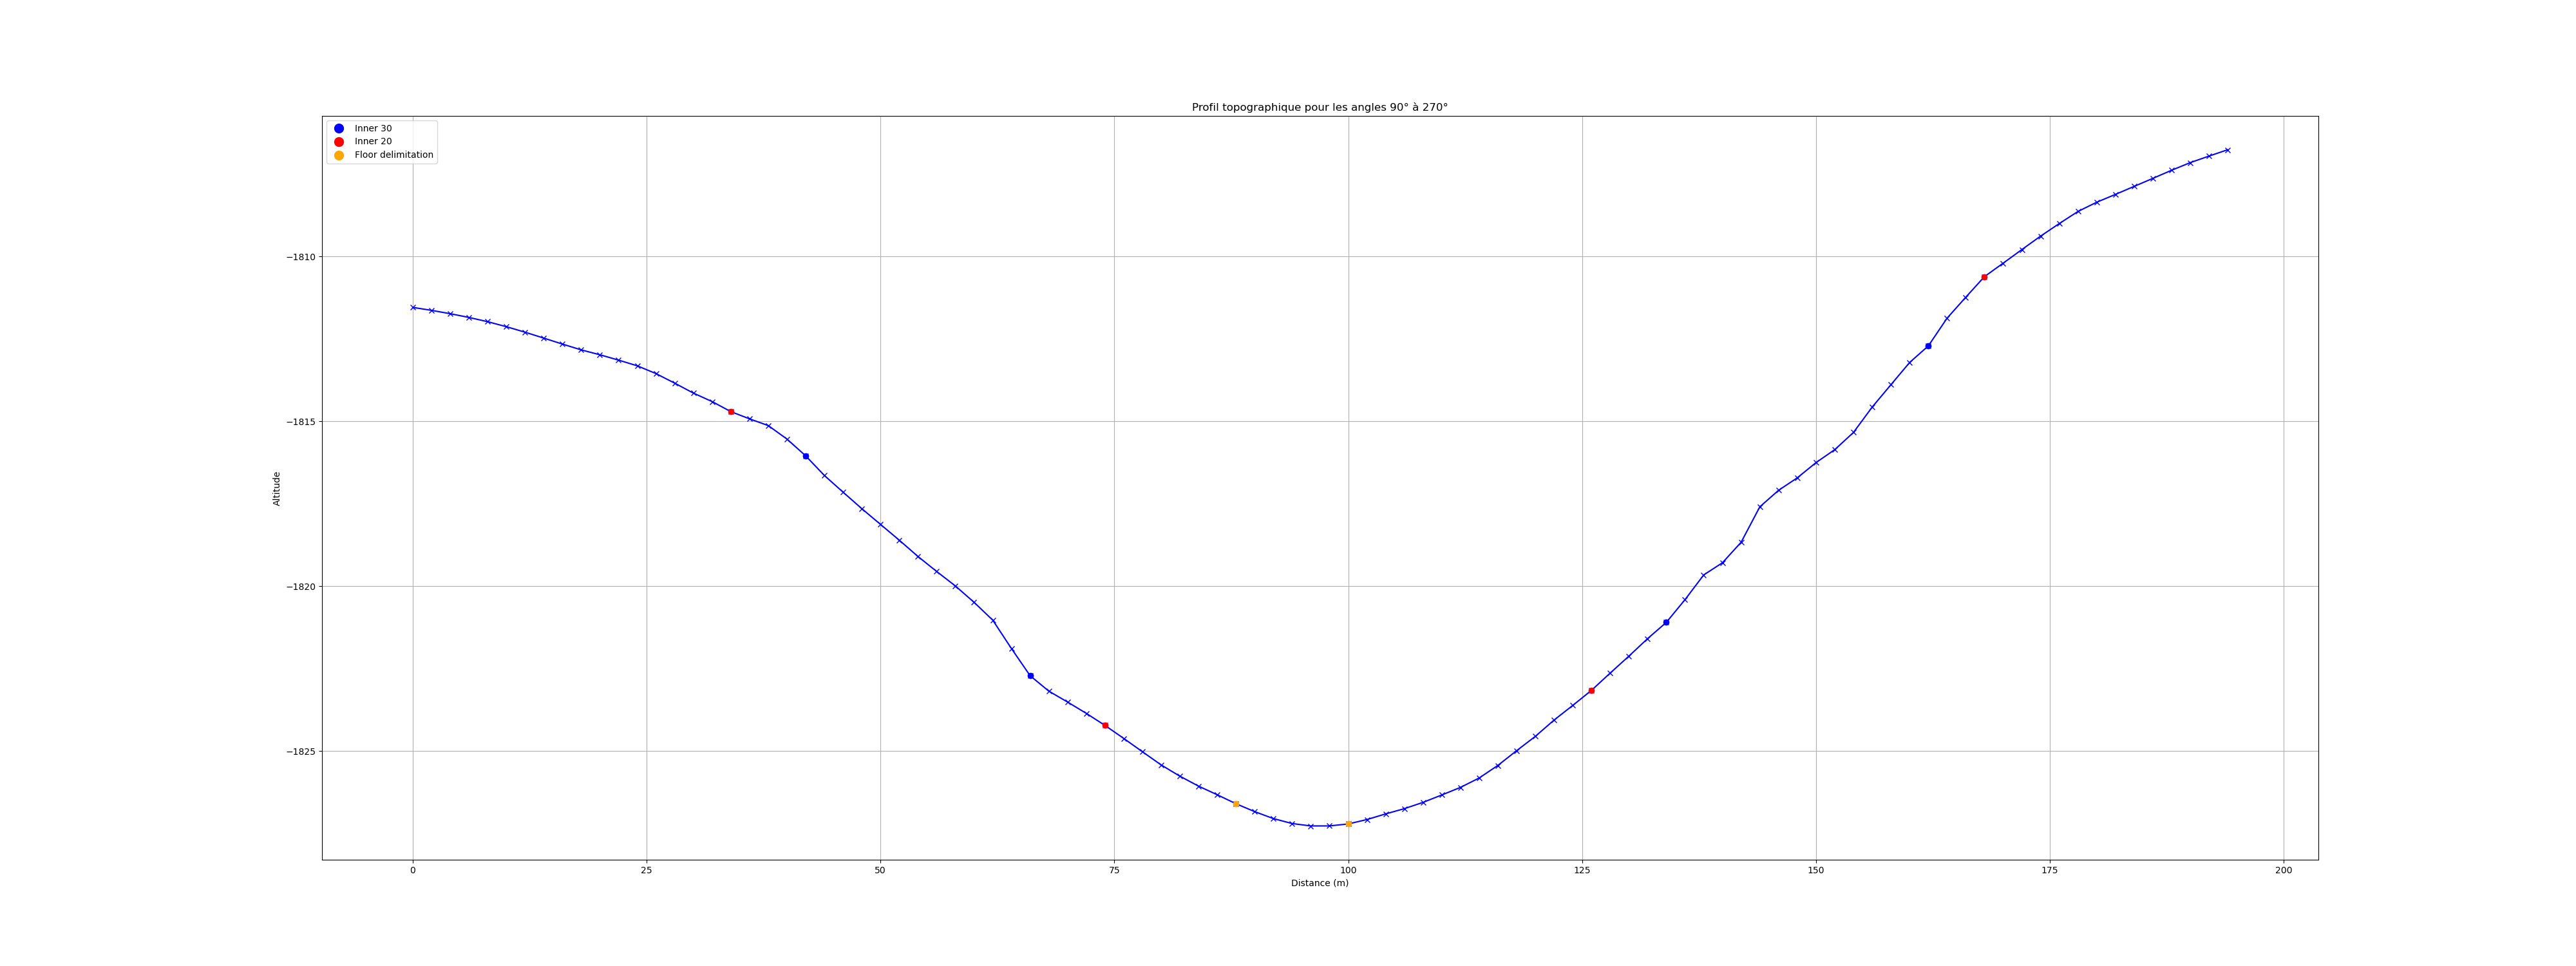 Profil topographique pour les angles 90° à 270°
Inner 30
Inner 20
Floor delimitation
−1810
−1815
−1820
−1825
Altitude
0 25 50 75 100 125 150 175 200
Distance (m)